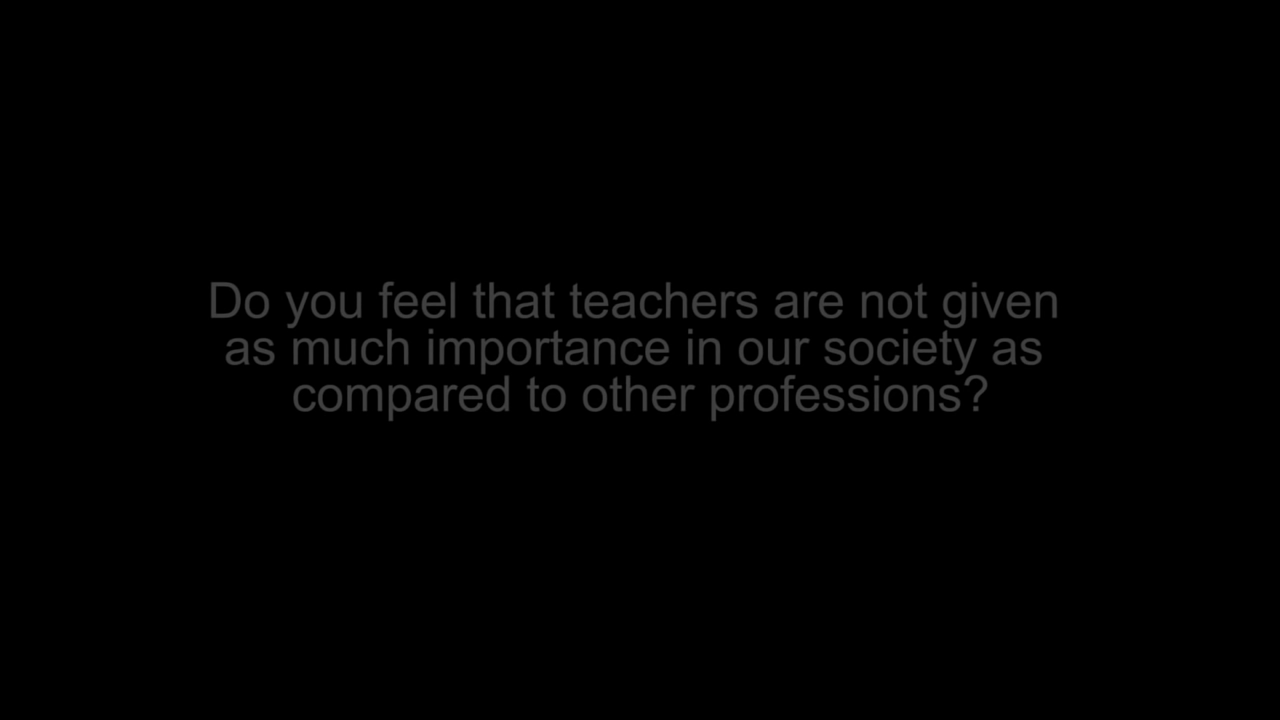 Do you feel that teachers are not given
as much importance in our society as
compared to other professions?